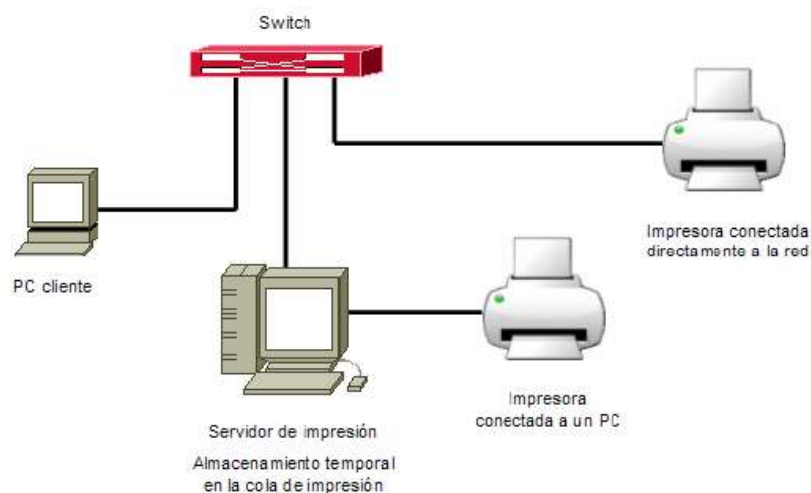 Switch
Impresora conectada
directamente a la red
PC cliente
Impresora
conectada a un PC
Servidor de impresión
Almacenamiento temporal
en la cola de impresión